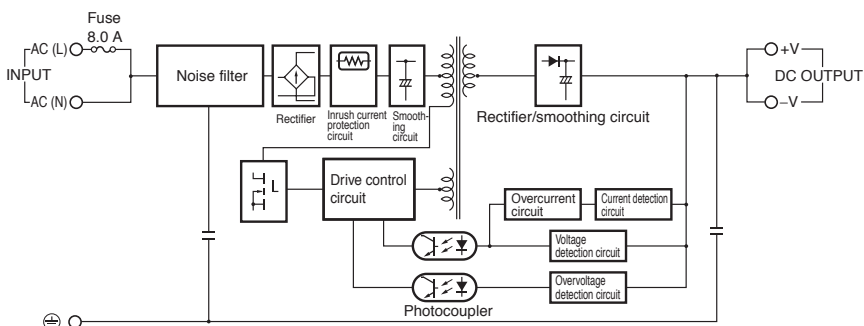 Fuse
8.0 A
AC (L)
INPUT
AC (N)
Noise filter
Rectifier
Inrush current
protection
circuit
Smooth-
ing
circuit
Rectifier/smoothing circuit
+V
DC OUTPUT
–V
Drive control
circuit
Overcurrent
circuit
Current detection
circuit
Voltage
detection circuit
Overvoltage
detection circuit
Photocoupler